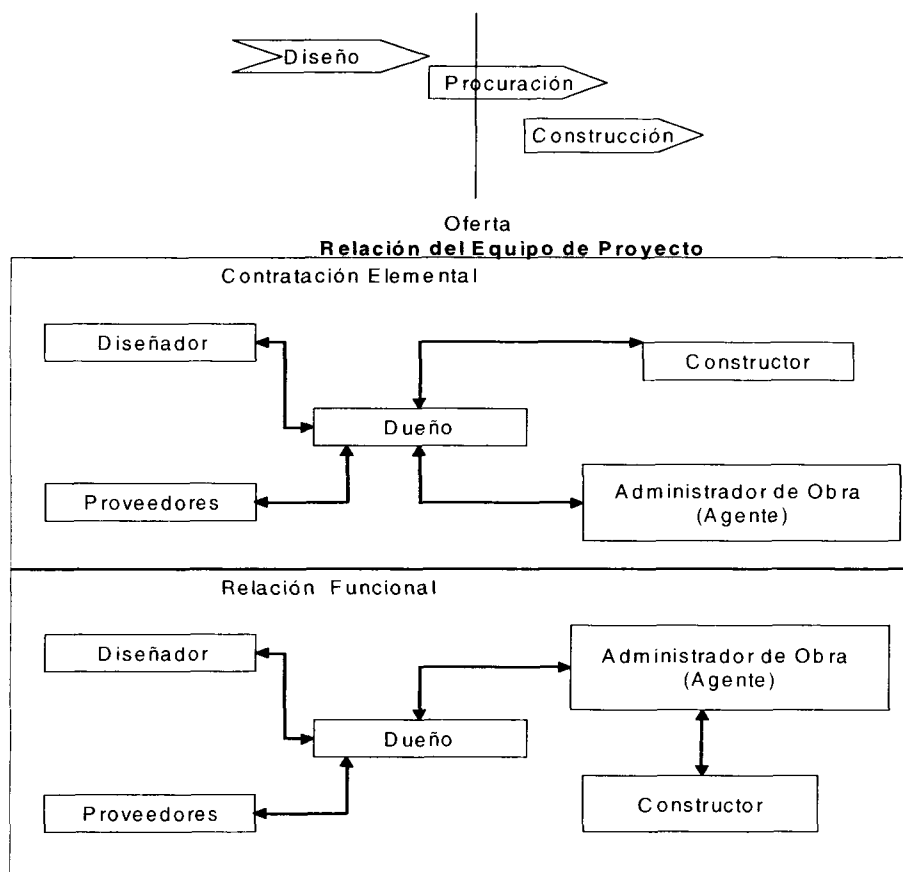 Diseño
Procuración
Construcción
Oferta
Relación del Equipo de Proyecto
Contratación Elemental
Diseñador
Constructor
Dueño
Proveedores
Administrador de Obra
(Agente)
Relación Funcional
Diseñador
Administrador de Obra
(Agente)
Dueño
Proveedores
Constructor